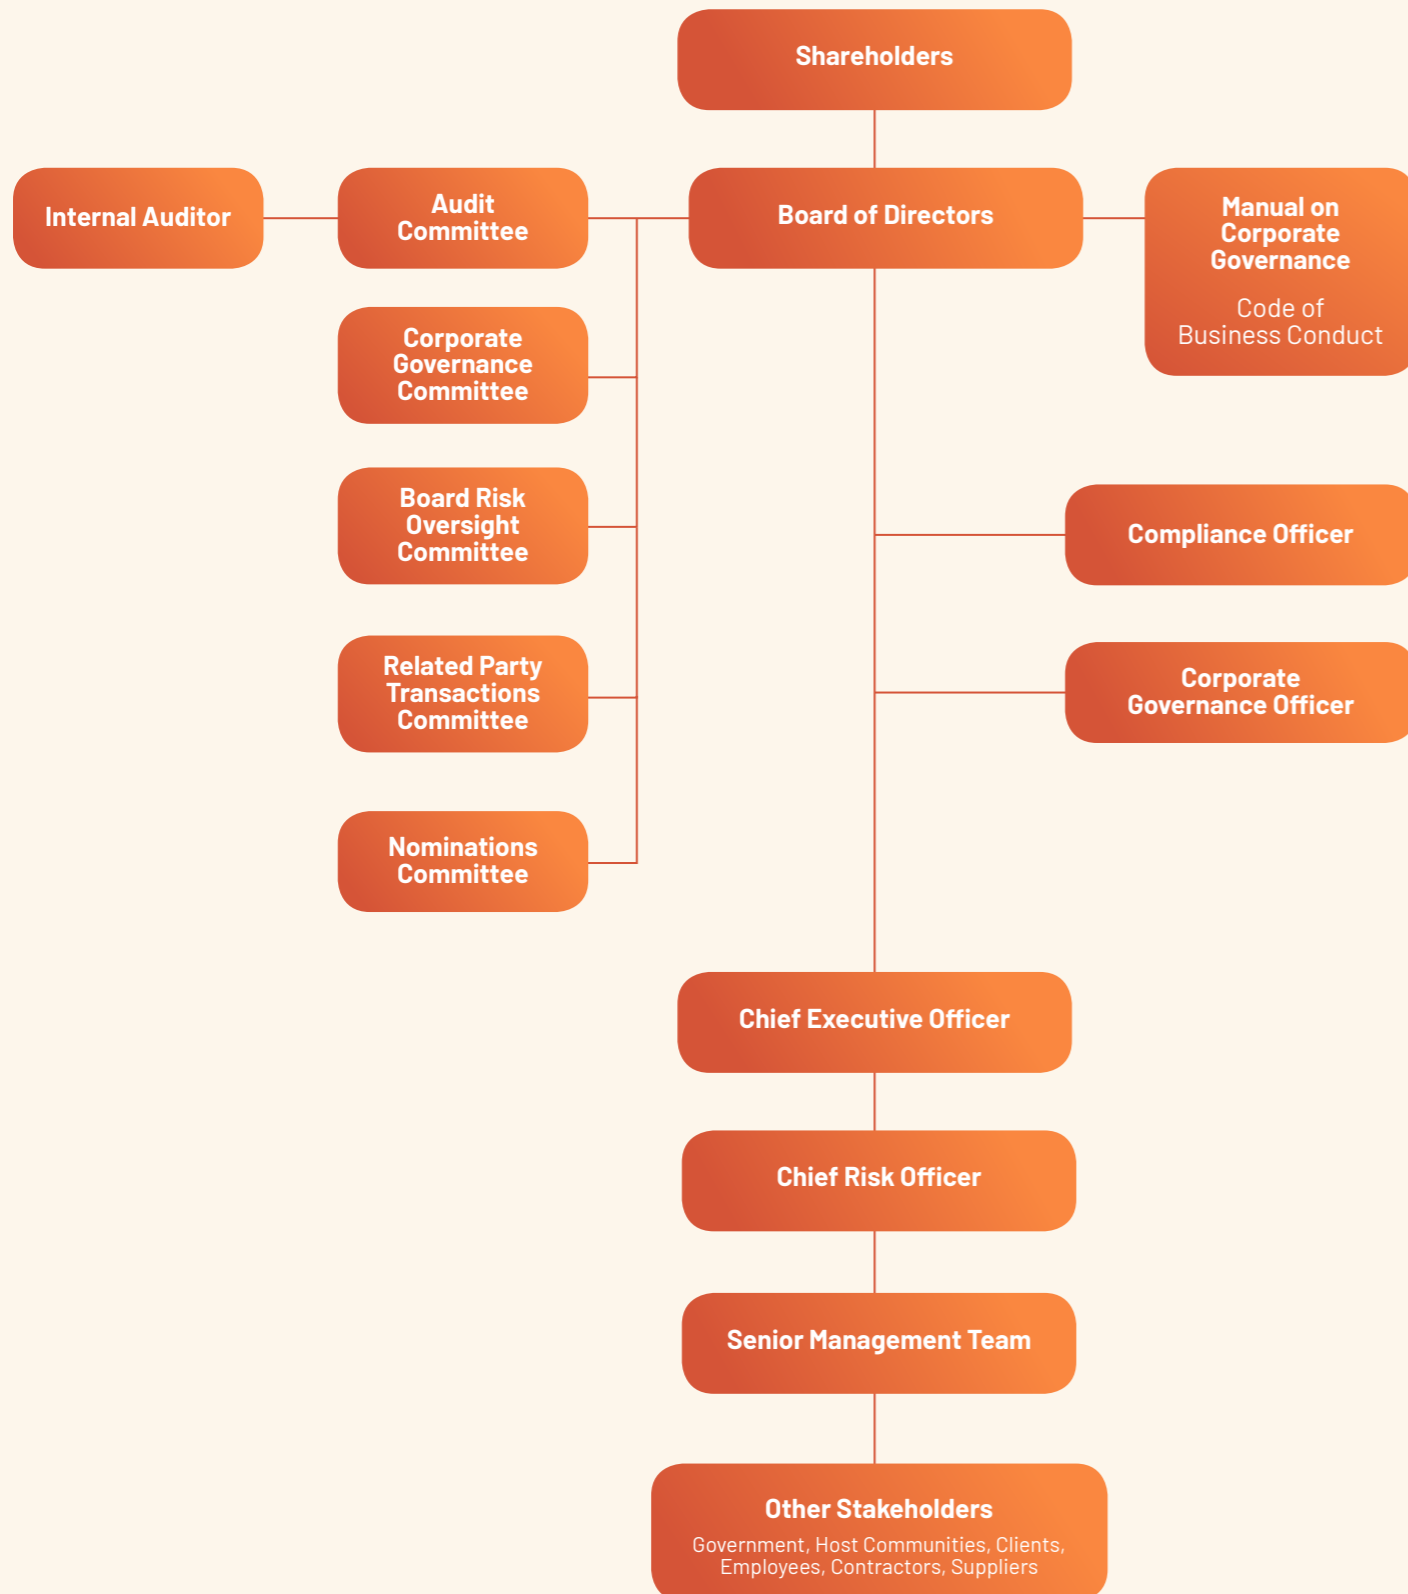 Shareholders
Internal Auditor
Audit
Committee
Board of Directors
Manual on
Corporate
Governance
Code of
Business Conduct
Corporate
Governance
Committee
Board Risk
Oversight
Committee
Compliance Officer
Related Party
Transactions
Committee
Corporate
Governance Officer
Nominations
Committee
Chief Executive Officer
Chief Risk Officer
Senior Management Team
Other Stakeholders
Government, Host Communities, Clients,
Employees, Contractors, Suppliers